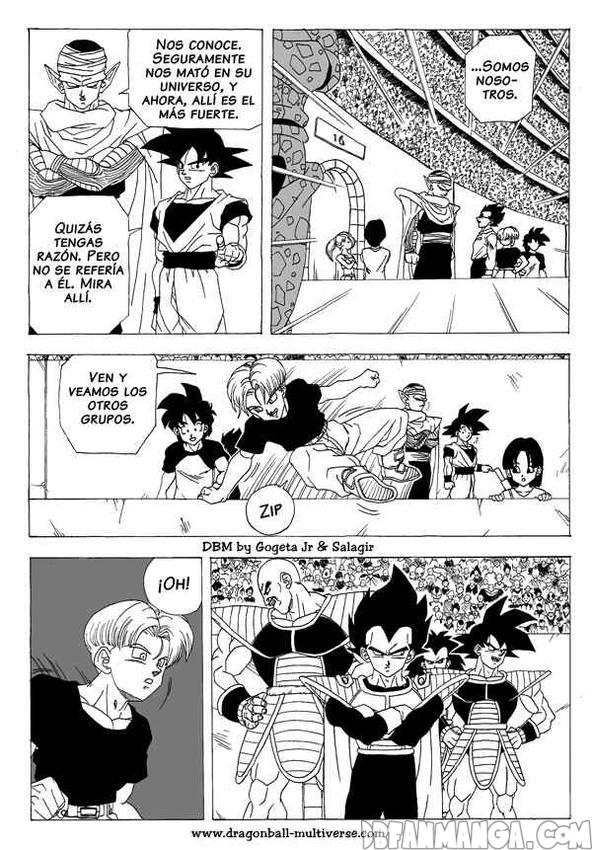 NOS CONOCE.
SEGURAMENTE
NOS MATÓ EN SU
UNIVERSO, Y
AHORA, ALLÍ ES EL
MÁS FUERTE.
QUIZÁS
TENGAS
RAZÓN. PERO
NO SE REFERÍA
A ÉL. MIRA
ALLÍ.
...SOMOS
NOSO-
TROS.
16
VEN Y
VEAMOS LOS
OTROS
GRUPOS.
ZIP
DBM by Gogeta Jr & Salagir
¡OH!
www.dragonball-multiverse.com
DBFANMANGA.COM